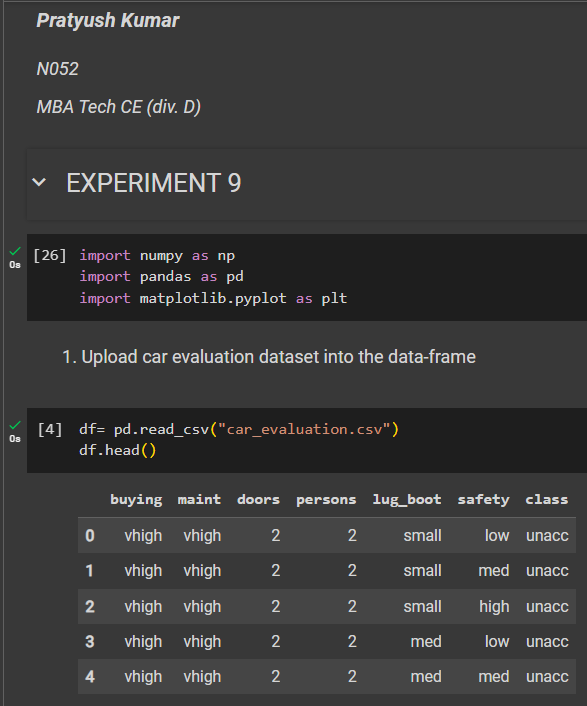 Pratyush Kumar
N052
MBA Tech CE (div. D)
EXPERIMENT 9
[26] import numpy as np
import pandas as pd
import matplotlib.pyplot as plt
0s
1. Upload car evaluation dataset into the data-frame
[4] df= pd.read_csv("car_evaluation.csv")
0s
df.head()
buying maint doors persons lug_boot safety class
0 vhigh vhigh 2 2 small low unacc
1 vhigh vhigh 2 2 small med unacc
2 vhigh vhigh 2 2 small high unacc
3 vhigh vhigh 2 2 med low unacc
4 vhigh vhigh 2 2 med med unacc